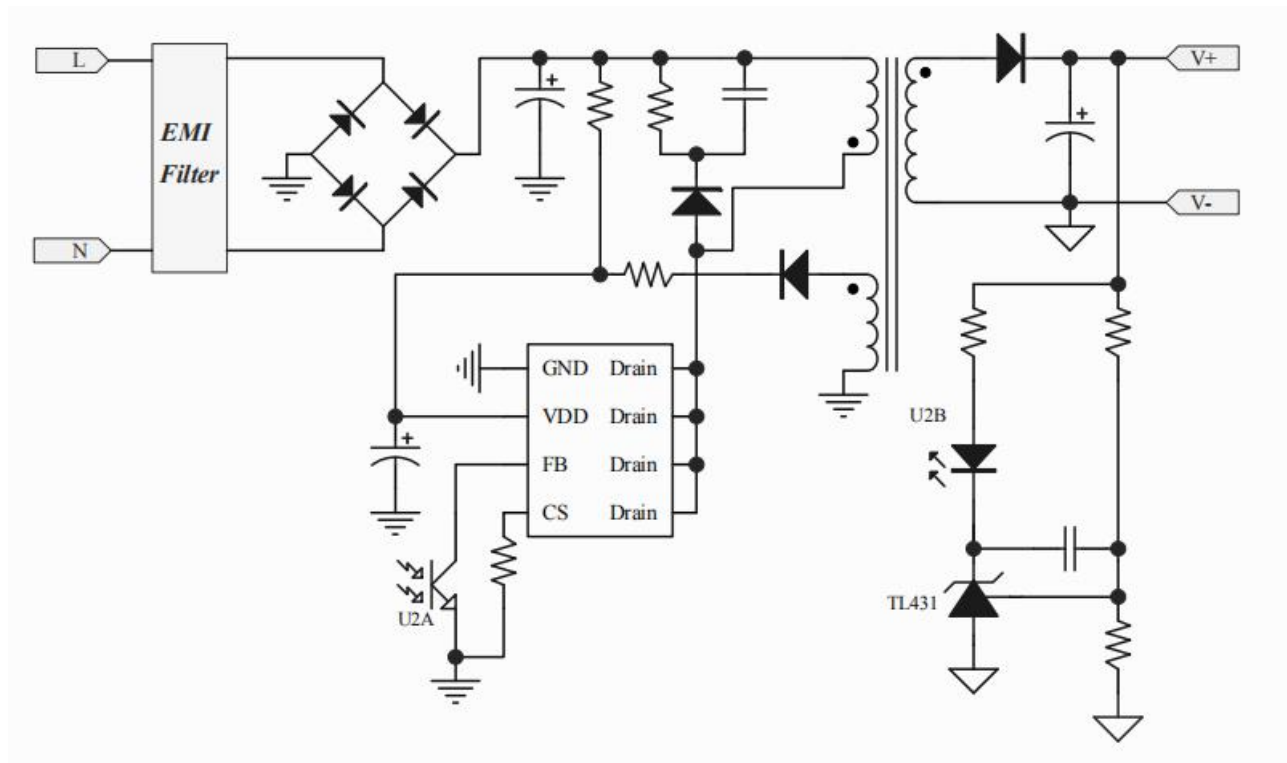 L
EMI
Filter
N
V+
V-
+
+
+
GND Drain
VDD Drain
FB Drain
CS Drain
U2A
U2B
TL431